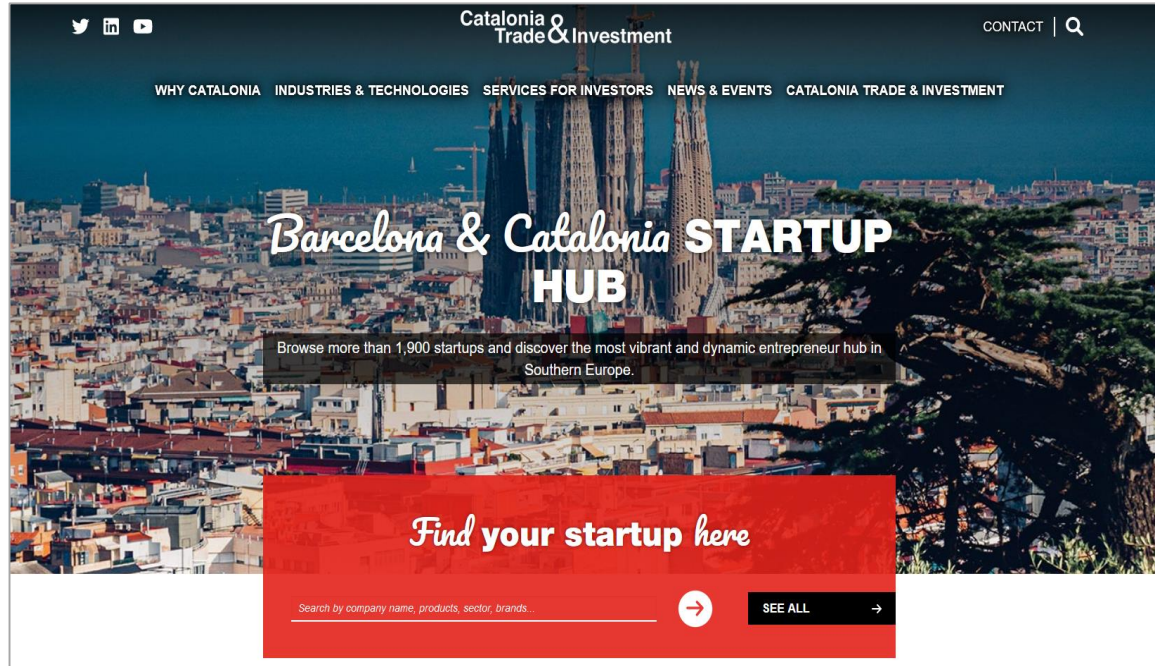 Catalonia
Trade & Investment
CONTACT
WHY CATALONIA INDUSTRIES & TECHNOLOGIES SERVICES FOR INVESTORS NEWS & EVENTS CATALONIA TRADE & INVESTMENT
Barcelona & Catalonia STARTUP
HUB
Browse more than 1,900 startups and discover the most vibrant and dynamic entrepreneur hub in
Southern Europe.
Find your startup here
Search by company name, products, sector, brands...
SEE ALL